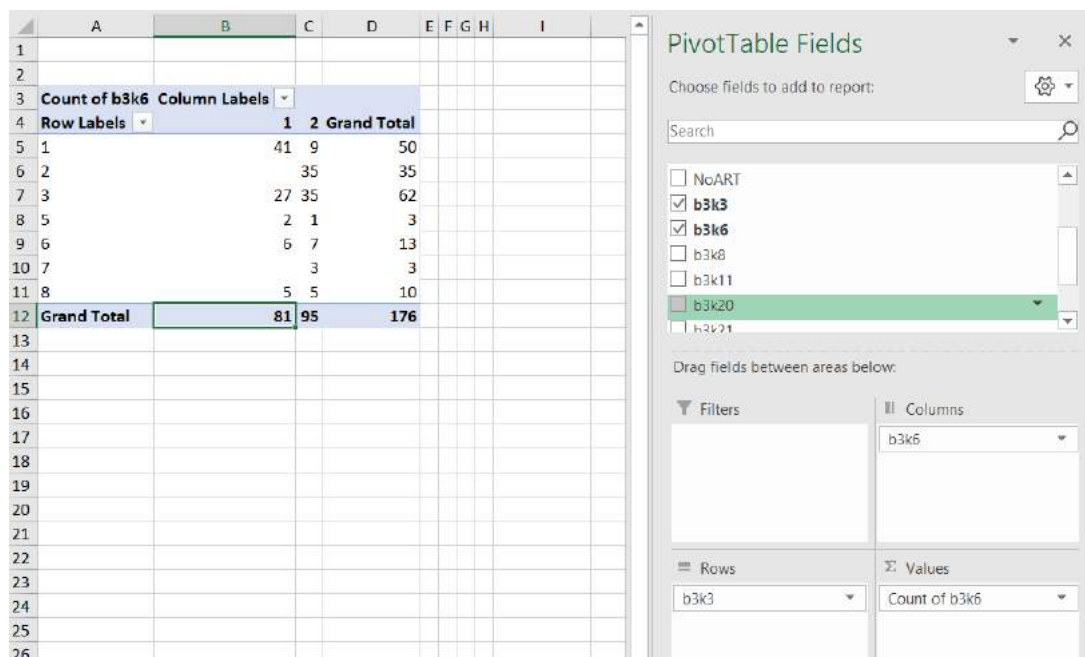 A B C D E F G H I
1
2
3 Count of b3k6 Column Labels
4 Row Labels 1 2 Grand Total
5 1 41 9 50
6 2 35 35
7 3 27 35 62
8 5 2 1 3
9 6 6 7 13
10 7 3 3
11 8 5 5 10
12 Grand Total 81 95 176
13
14
15
16
17
18
19
20
21
22
23
24
25
26
PivotTable Fields
Choose fields to add to report:
Search
NoART
b3k3
b3k6
b3k8
b3k11
b3k20
b3k21
Drag fields between areas below:
Filters
Columns
b3k6
Rows
b3k3
Σ Values
Count of b3k6